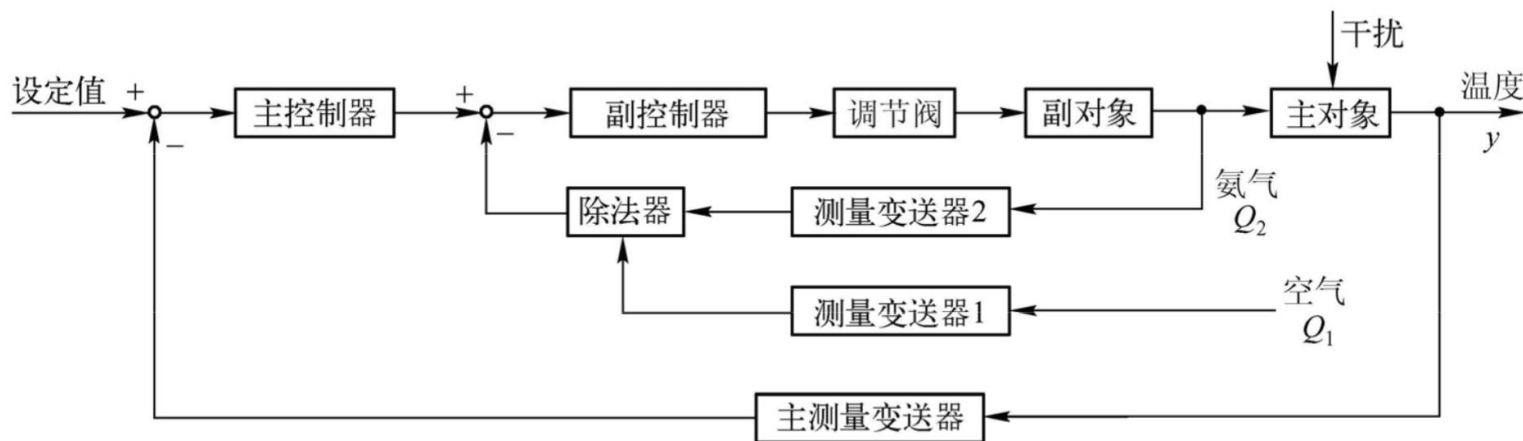 干扰
设定值
+
主控制器
+
副控制器
调节阀
副对象
主对象
温度
y
−
−
除法器
测量变送器2
氨气
Q₂
测量变送器1
空气
Q₁
主测量变送器